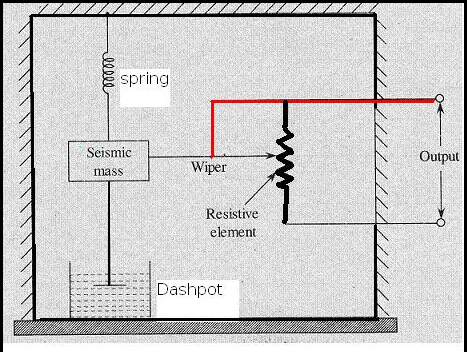 spring
Seismic
mass
Wiper
Output
Resistive
element
Dashpot